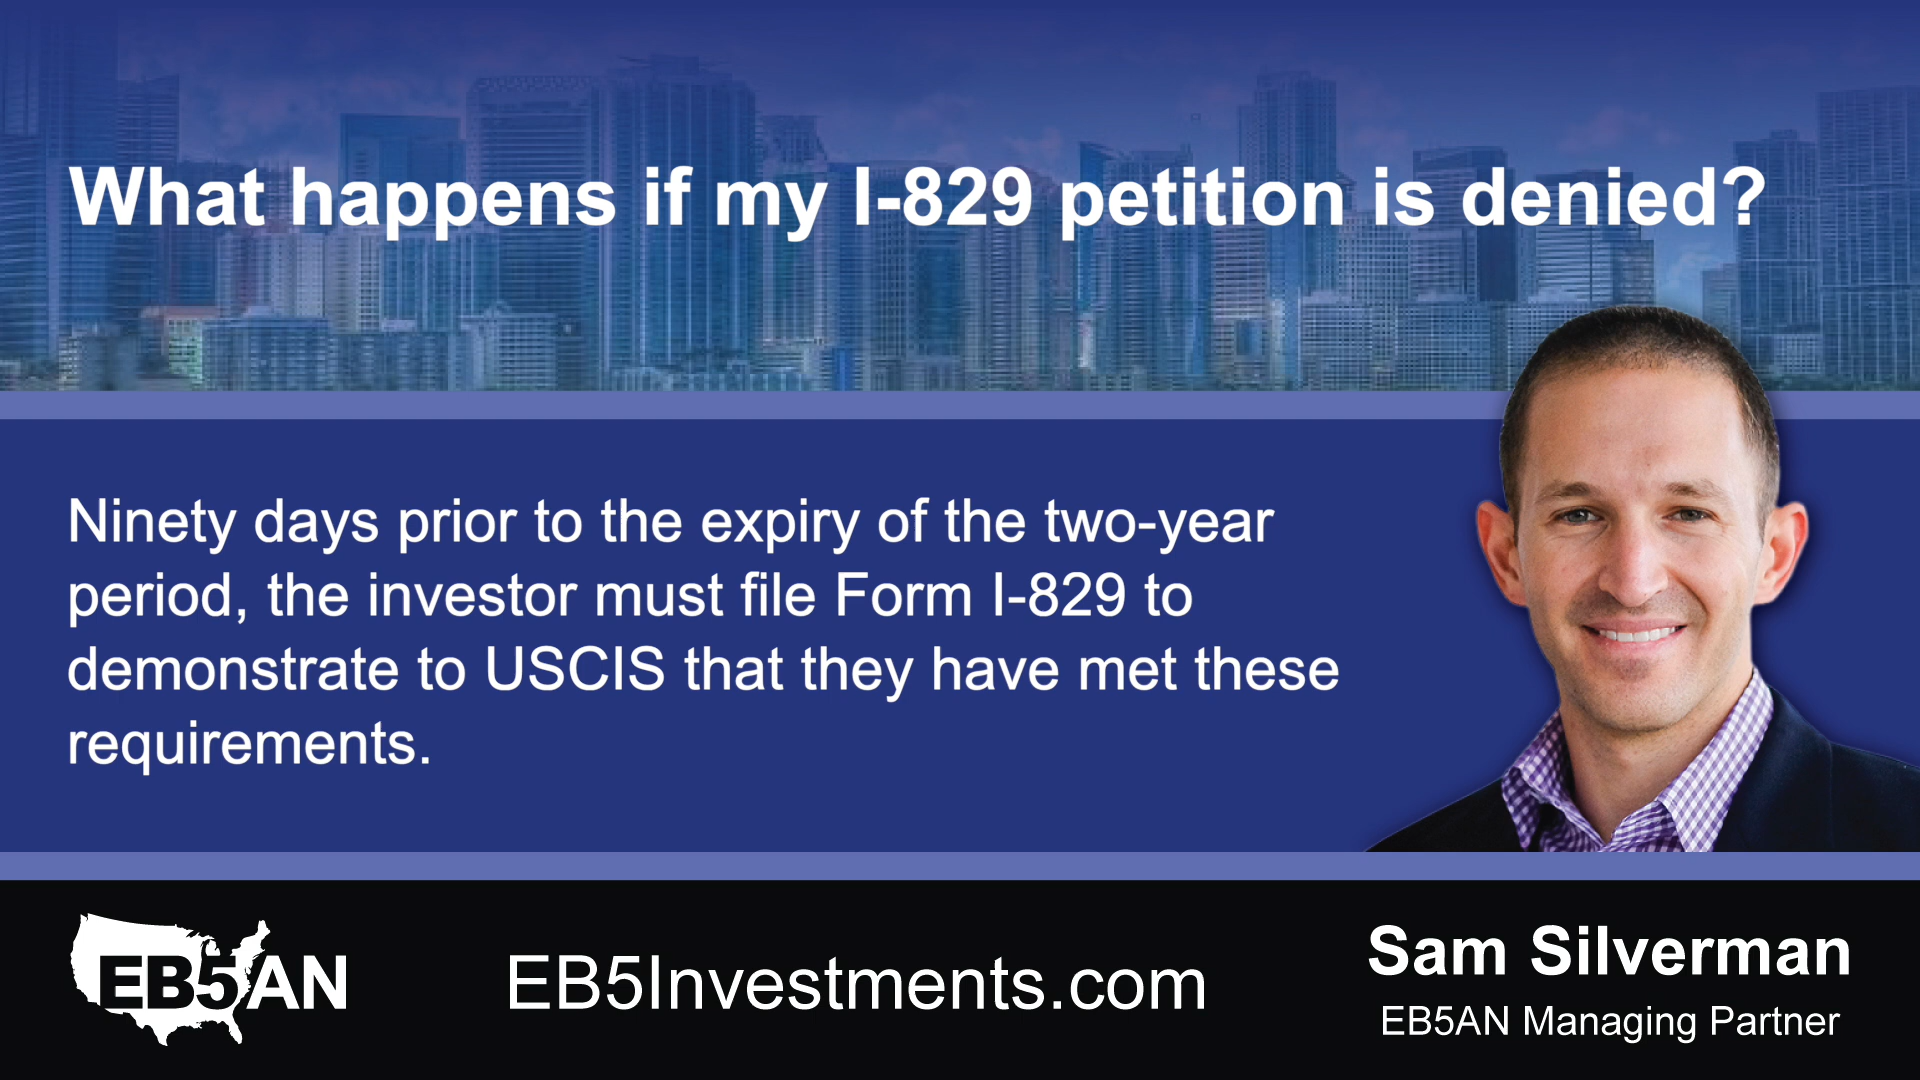 What happens if my I-829 petition is denied?
Ninety days prior to the expiry of the two-year
period, the investor must file Form I-829 to
demonstrate to USCIS that they have met these
requirements.
EB5AN
EB5Investments.com
Sam Silverman
EB5AN Managing Partner